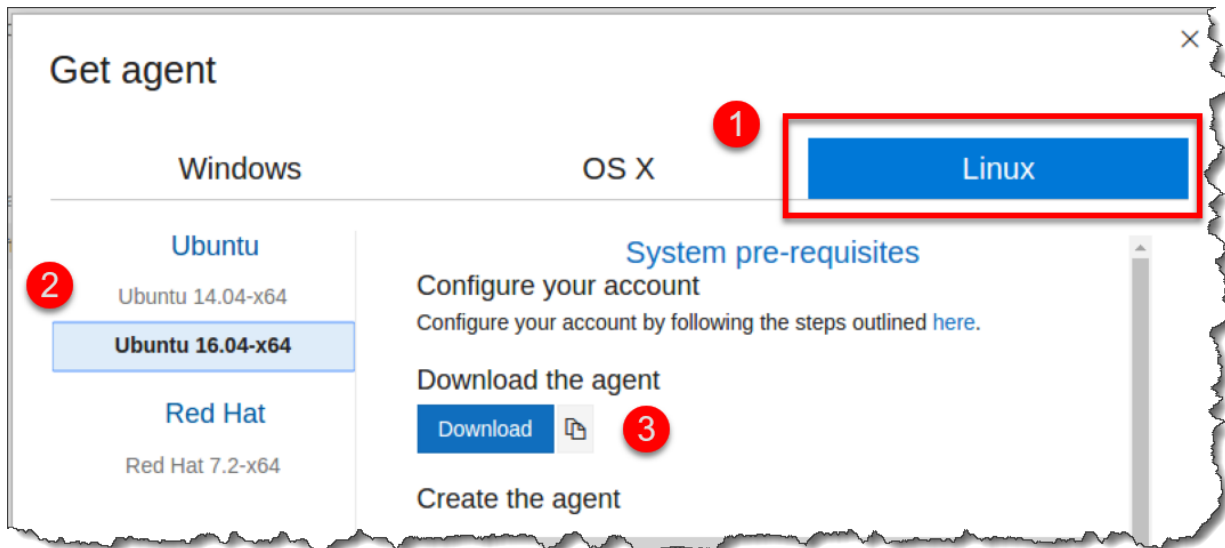 Get agent
1
Windows OS X Linux
2
Ubuntu
Ubuntu 14.04-x64
Ubuntu 16.04-x64
Red Hat
Red Hat 7.2-x64
System pre-requisites
Configure your account
Configure your account by following the steps outlined here.
Download the agent
Download 3
Create the agent